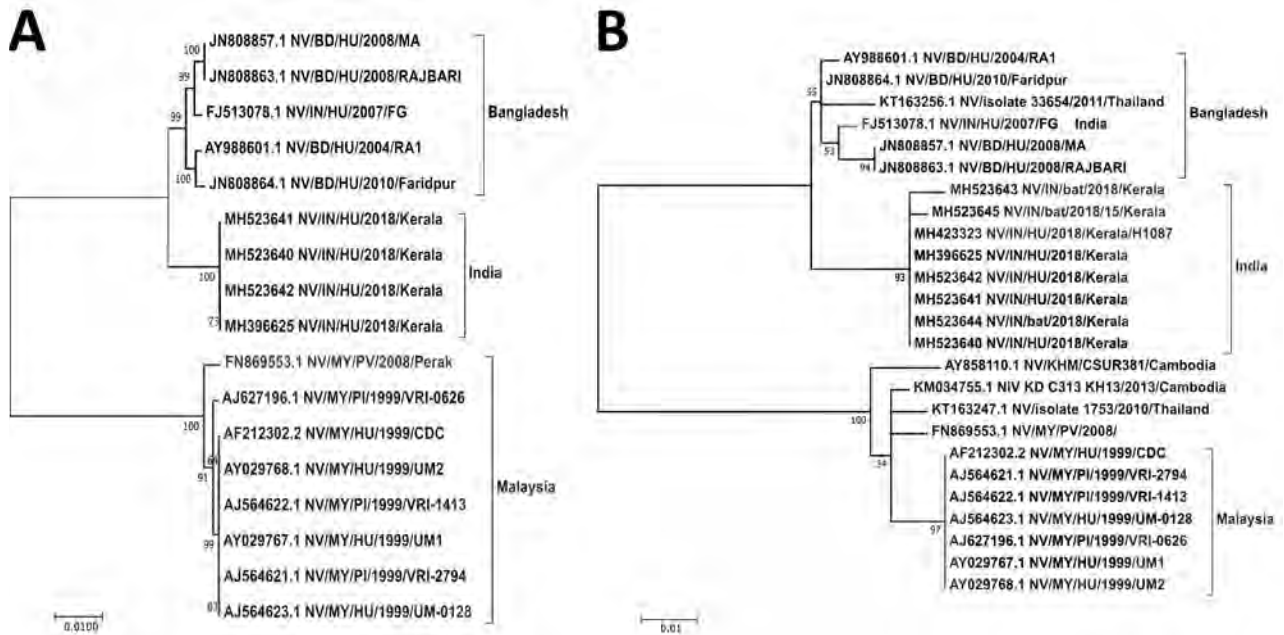 A
JN808857.1 NV/BD/HU/2008/MA
JN808863.1 NV/BD/HU/2008/RAJBARI
FJ513078.1 NV/IN/HU/2007/FG
AY988601.1 NV/BD/HU/2004/RA1
JN808864.1 NV/BD/HU/2010/Faridpur
Bangladesh
100
99
99
100
MH523641 NV/IN/HU/2018/Kerala
MH523640 NV/IN/HU/2018/Kerala
MH523642 NV/IN/HU/2018/Kerala
MH396625 NV/IN/HU/2018/Kerala
India
100
73
FN869553.1 NV/MY/PV/2008/Perak
AJ627196.1 NV/MY/PI/1999/VRI-0626
AF212302.2 NV/MY/HU/1999/CDC
AY029768.1 NV/MY/HU/1999/UM2
AJ564622.1 NV/MY/PI/1999/VRI-1413
AY029767.1 NV/MY/HU/1999/UM1
AJ564621.1 NV/MY/PI/1999/VRI-2794
AJ564623.1 NV/MY/HU/1999/UM-0128
Malaysia
100
91
99
0.0100
B
AY988601.1 NV/BD/HU/2004/RA1
JN808864.1 NV/BD/HU/2010/Faridpur
KT163256.1 NV/isolate 33654/2011/Thailand
FJ513078.1 NV/IN/HU/2007/FG India
JN808857.1 NV/BD/HU/2008/MA
JN808863.1 NV/BD/HU/2008/RAJBARI
Bangladesh
53
94
MH523643 NV/IN/bat/2018/Kerala
MH523645 NV/IN/bat/2018/15/Kerala
MH423323 NV/IN/HU/2018/Kerala/H1087
MH396625 NV/IN/HU/2018/Kerala
MH523642 NV/IN/HU/2018/Kerala
MH523641 NV/IN/HU/2018/Kerala
MH523644 NV/IN/bat/2018/Kerala
MH523640 NV/IN/HU/2018/Kerala
India
93
AY858110.1 NV/KHM/CSUR381/Cambodia
KM034755.1 NiV KD C313 KH13/2013/Cambodia
KT163247.1 NV/isolate 1753/2010/Thailand
FN869553.1 NV/MY/PV/2008/
100
AF212302.2 NV/MY/HU/1999/CDC
AJ564621.1 NV/MY/PI/1999/VRI-2794
AJ564622.1 NV/MY/PI/1999/VRI-1413
AJ564623.1 NV/MY/HU/1999/UM-0128
AJ627196.1 NV/MY/PI/1999/VRI-0626
AY029767.1 NV/MY/HU/1999/UM1
AY029768.1 NV/MY/HU/1999/UM2
Malaysia
97
0.01